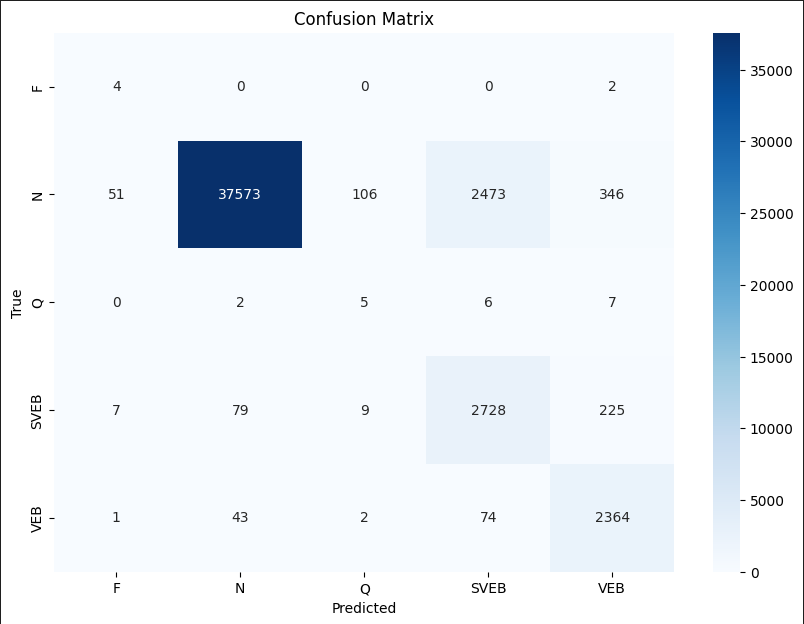 Confusion Matrix
F 4 0 0 0 2
N 51 37573 106 2473 346
Q 0 2 5 6 7
SVEB 7 79 9 2728 225
VEB 1 43 2 74 2364
F N Q SVEB VEB
Predicted
True
35000
30000
25000
20000
15000
10000
5000
0